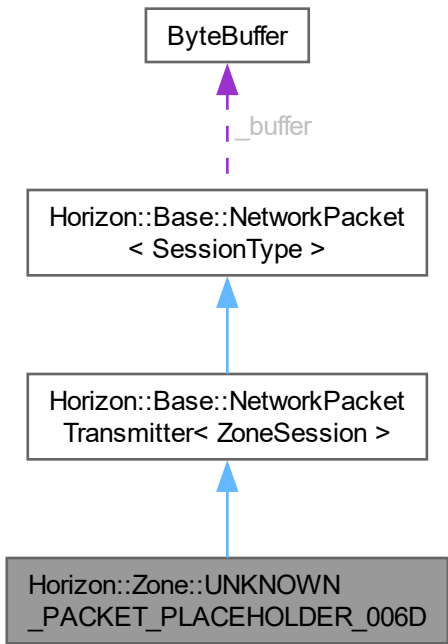 ByteBuffer
_buffer
Horizon::Base::NetworkPacket
< SessionType >
Horizon::Base::NetworkPacket
Transmitter< ZoneSession >
Horizon::Zone::UNKNOWN
_PACKET_PLACEHOLDER_006D